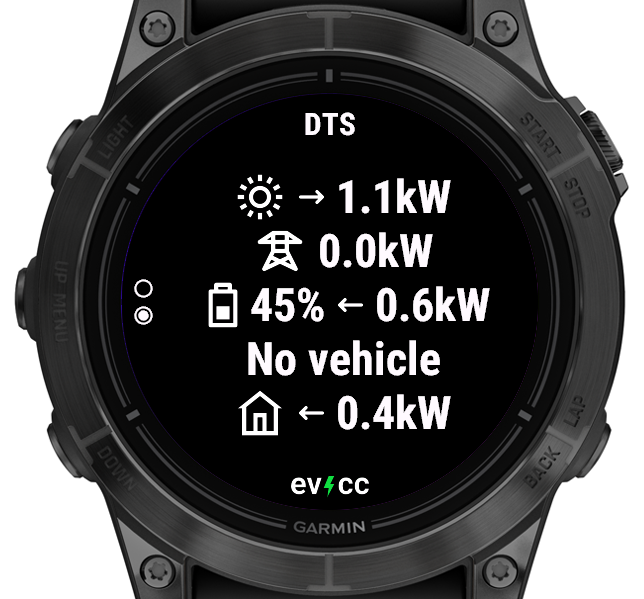 LIGHT
START
STOP
DTS
→ 1.1kW
0.0kW
45% ← 0.6kW
UP·MENU
No vehicle
← 0.4kW
DOWN
LAP
BACK
evcc
GARMIN